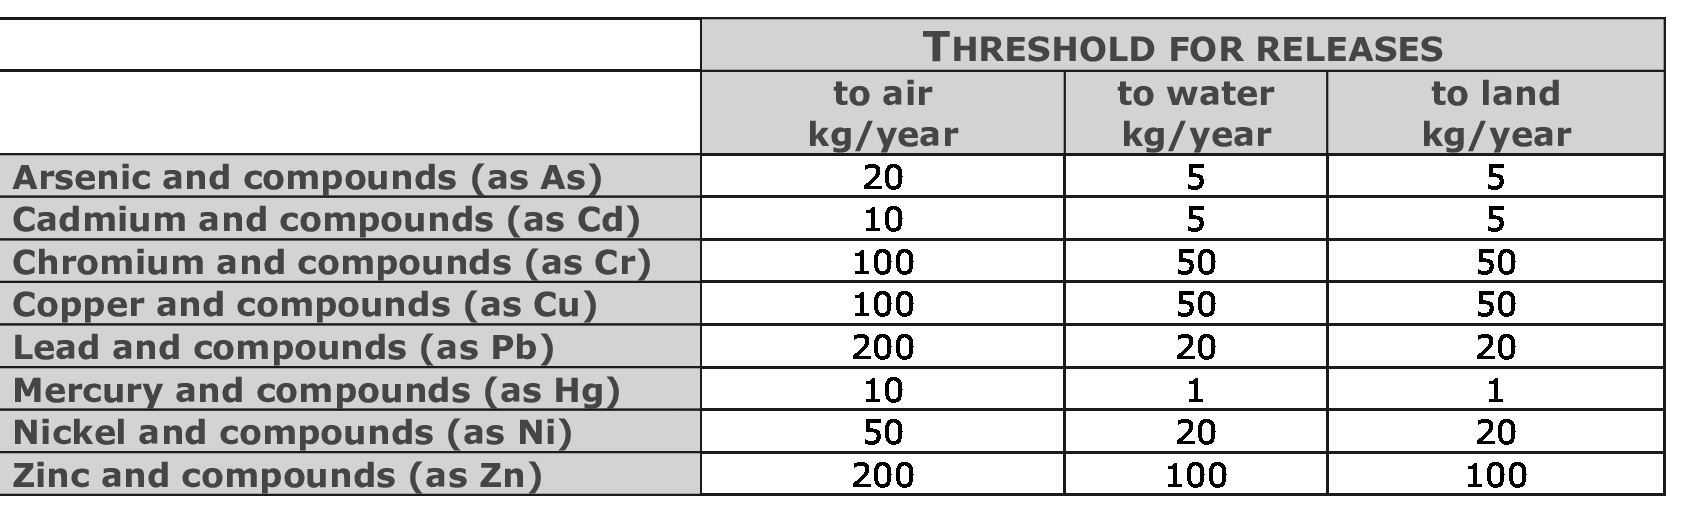 THRESHOLD FOR RELEASES
to air to water to land
kg/year kg/year kg/year
Arsenic and compounds (as As) 20 5 5
Cadmium and compounds (as Cd) 10 5 5
Chromium and compounds (as Cr) 100 50 50
Copper and compounds (as Cu) 100 50 50
Lead and compounds (as Pb) 200 20 20
Mercury and compounds (as Hg) 10 1 1
Nickel and compounds (as Ni) 50 20 20
Zinc and compounds (as Zn) 200 100 100